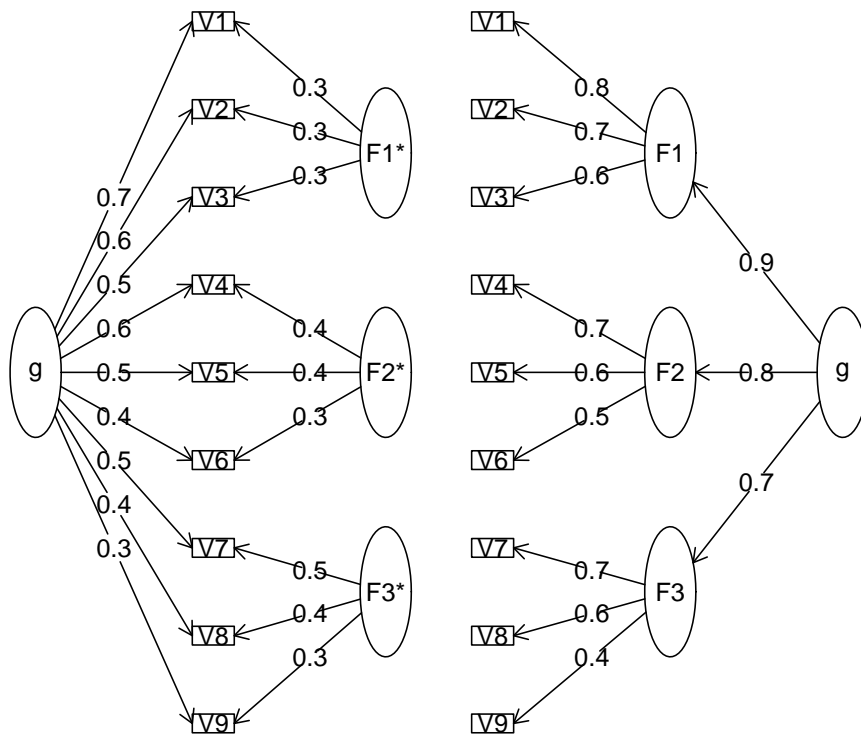 V1 V1
0.3 0.8
V2 V2
0.3 0.7
F1* F1
V3 V3
0.3 0.6
0.7
0.6
0.9
0.5
V4 V4
0.6 0.4 0.7
g
0.5
V5
0.4
F2*
V5
0.6
F2
0.8
g
0.4 0.3 0.5
V6 V6
0.5
0.7
0.4
V7 V7
0.3
0.5 0.7
F3* F3
0.4 0.6
V8 V8
0.3 0.4
V9 V9